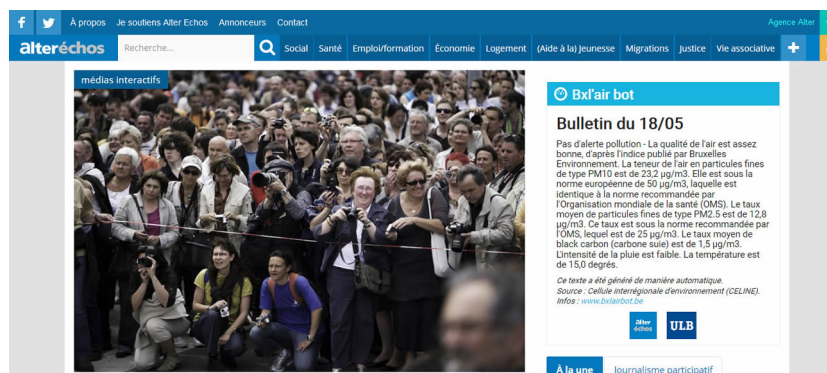 À propos Je soutiens Alter Echos Annonceurs Contact Agence Alter
alteréchos Recherche... Social Santé Emploi/formation Économie Logement (Aide à la) Jeunesse Migrations Justice Vie associative
médias interactifs
Bxl'air bot
Bulletin du 18/05
Pas d'alerte pollution - La qualité de l'air est assez
bonne, d'après l'indice publié par Bruxelles
Environnement. La teneur de l'air en particules fines
de type PM10 est de 23,2 µg/m3. Elle est sous la
norme européenne de 50 µg/m3, laquelle est
identique à la norme recommandée par
l'Organisation mondiale de la santé (OMS). Le taux
moyen de particules fines de type PM2.5 est de 12,8
µg/m3. Ce taux est sous la norme recommandée par
l'OMS, lequel est de 25 µg/m3. Le taux moyen de
black carbon (carbone suie) est de 1,5 µg/m3.
L'intensité de la pluie est faible. La température est
de 15,0 degrés.
Ce texte a été généré de manière automatique.
Source : Cellule interrégionale d'environnement (CELINE).
Infos : www.bxlairbot.be
alter
échos
ULB
À la une Journalisme participatif